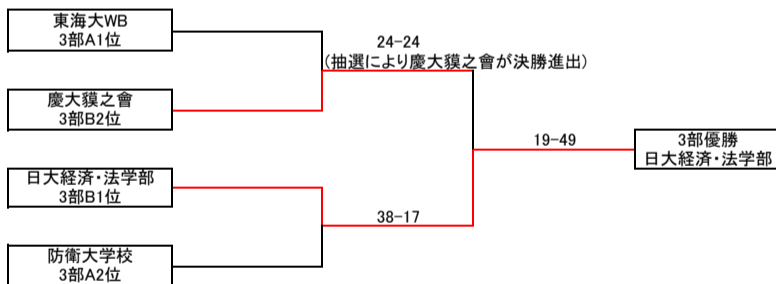 東海大WB
3部A1位
24-24
(抽選により慶大貘之會が決勝進出)
慶大貘之會
3部B2位
19-49
3部優勝
日大経済・法学部
日大経済・法学部
3部B1位
38-17
防衛大学校
3部A2位